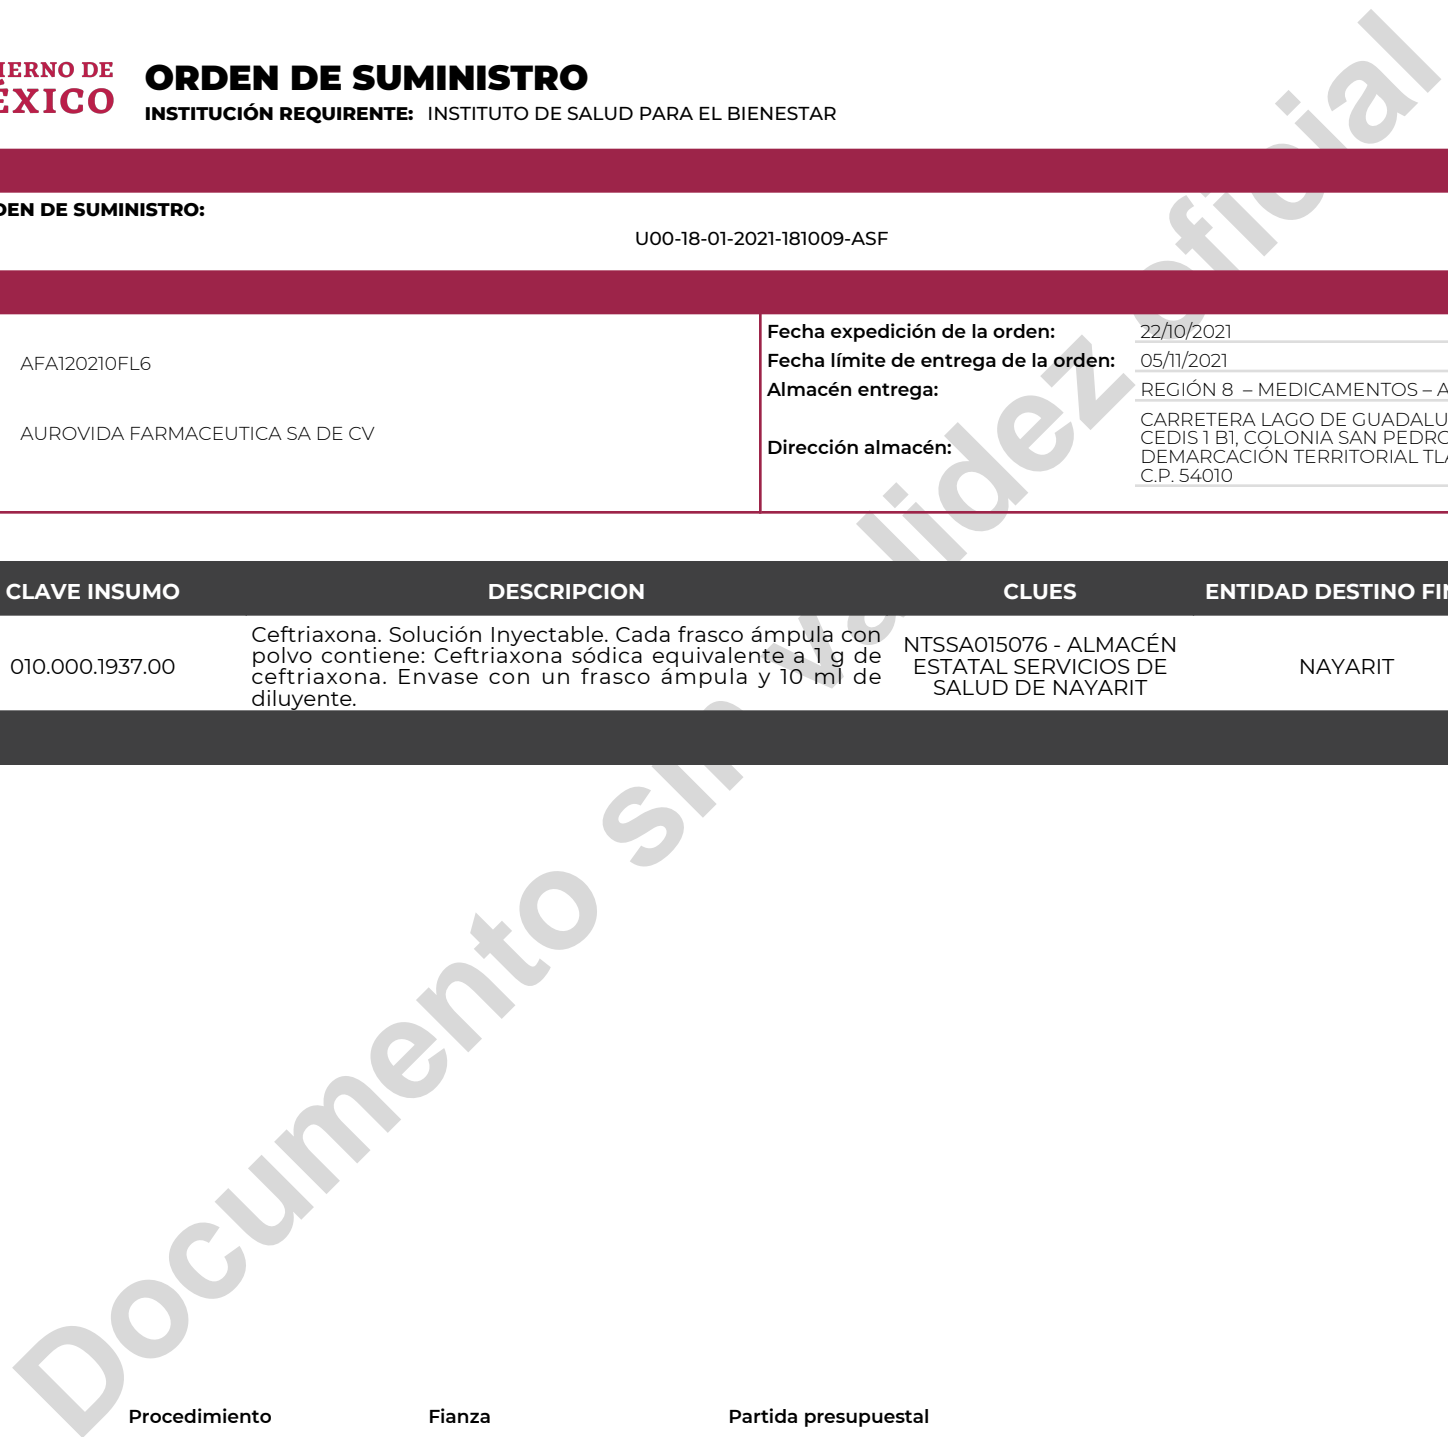 IERNO DE
ÉXICO
ORDEN DE SUMINISTRO
INSTITUCIÓN REQUIRENTE: INSTITUTO DE SALUD PARA EL BIENESTAR
DEN DE SUMINISTRO:
U00-18-01-2021-181009-ASF
AFA120210FL6
AUROVIDA FARMACEUTICA SA DE CV
Fecha expedición de la orden: 22/10/2021
Fecha límite de entrega de la orden: 05/11/2021
Almacén entrega: REGIÓN 8 – MEDICAMENTOS – A
Dirección almacén:
CARRETERA LAGO DE GUADALU
CEDIS 1 B1, COLONIA SAN PEDRO
DEMARCACIÓN TERRITORIAL TLA
C.P. 54010
CLAVE INSUMO DESCRIPCION CLUES ENTIDAD DESTINO FIN
010.000.1937.00
Ceftriaxona. Solución Inyectable. Cada frasco ámpula con
polvo contiene: Ceftriaxona sódica equivalente a 1 g de
ceftriaxona. Envase con un frasco ámpula y 10 ml de
diluyente.
NTSSA015076 - ALMACÉN
ESTATAL SERVICIOS DE
SALUD DE NAYARIT
NAYARIT
Documento sin validez oficial
Procedimiento Fianza Partida presupuestal